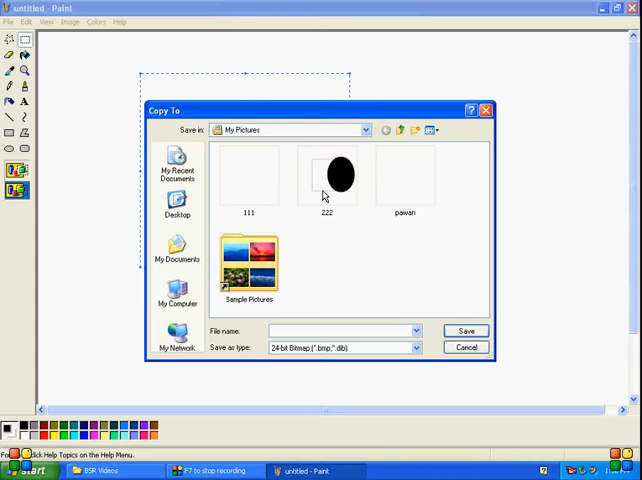 untitled - Paint
File Edit View Image Colors Help
Copy To
Save in: My Pictures
My Recent
Documents
Desktop
My Documents
My Computer
My Network
111
222
pawan
Sample Pictures
File name:
Save
Save as type: 24-bit Bitmap (*.bmp;*.dib)
Cancel
click Help Topics on the Help Menu.
start
BSR Videos
F7 to stop recording
untitled - Paint